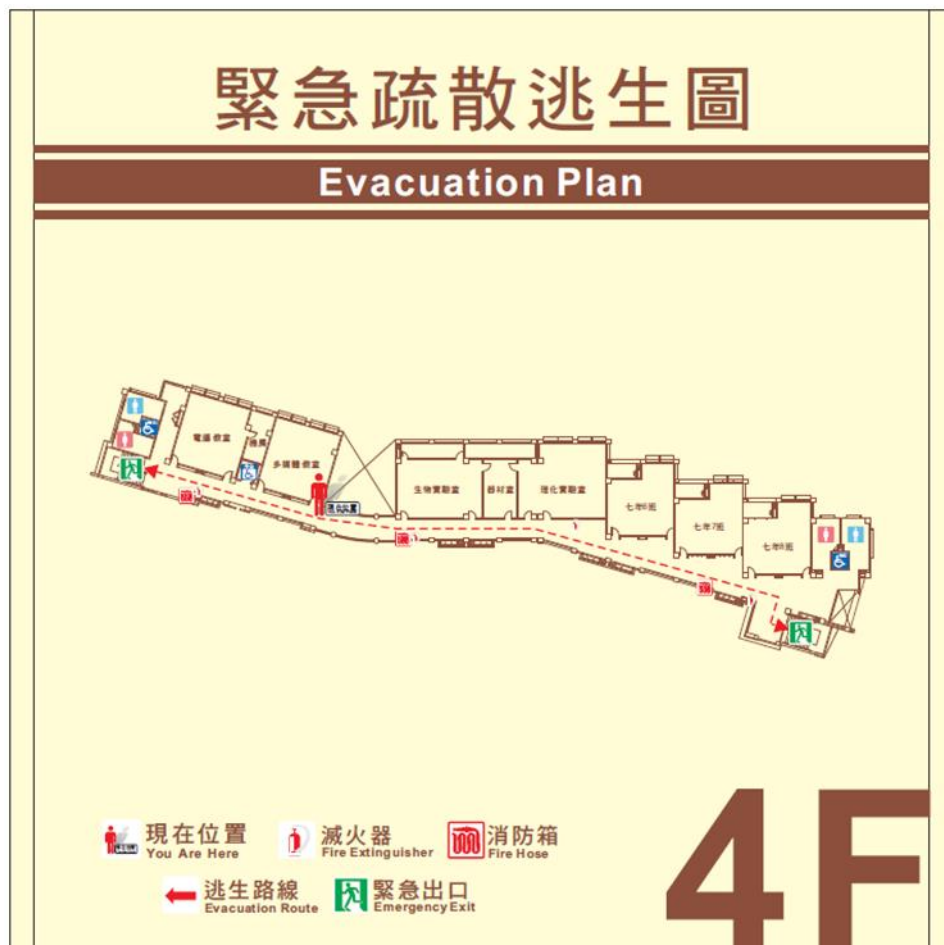 緊急疏散逃生圖
Evacuation Plan
電腦教室
多媒體教室
生物實驗室
器材室
理化實驗室
七年6班
七年7班
七年8班
現在位置
You Are Here
滅火器
Fire Extinguisher
消防箱
Fire Hose
逃生路線
Evacuation Route
緊急出口
Emergency Exit
4F